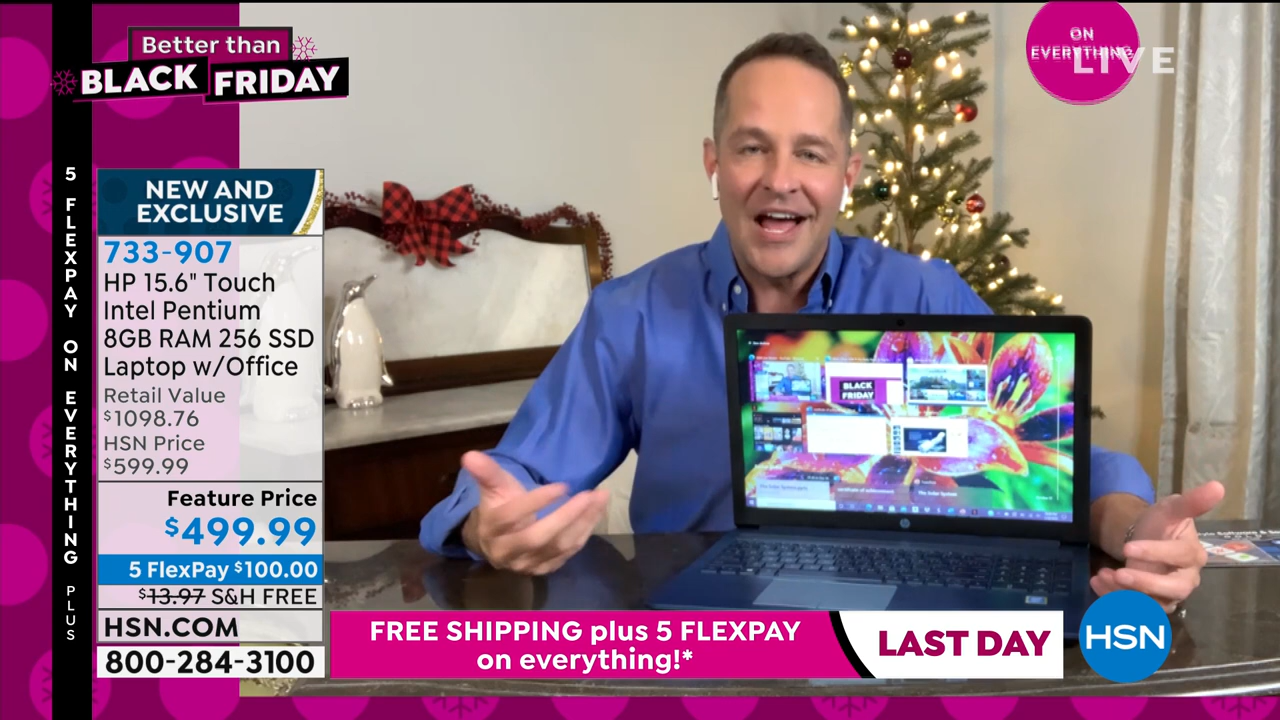 Better than
BLACK FRIDAY
ON
EVERYTHING
LIVE
5 FLEXPAY ON EVERYTHING PLUS
NEW AND
EXCLUSIVE
733-907
HP 15.6" Touch
Intel Pentium
8GB RAM 256 SSD
Laptop w/Office
Retail Value
$1098.76
HSN Price
$599.99
Feature Price
$499.99
5 FlexPay $100.00
$13.97 S&H FREE
HSN.COM
800-284-3100
BLACK
FRIDAY
hp
FREE SHIPPING plus 5 FLEXPAY
on everything!*
LAST DAY
HSN